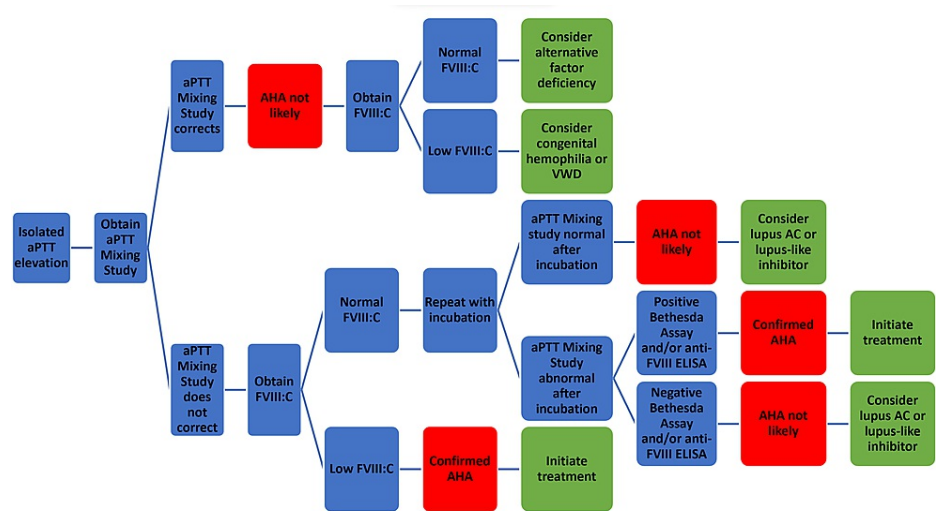 Isolated
aPTT
elevation
Obtain
aPTT
Mixing
Study
aPTT
Mixing
Study
corrects
AHA not
likely
Obtain
FVIII:C
Normal
FVIII:C
Consider
alternative
factor
deficiency
Low FVIII:C
Consider
congenital
hemophilia or
VWD
aPTT
Mixing
Study
does not
correct
Obtain
FVIII:C
Normal
FVIII:C
Repeat with
incubation
aPTT Mixing
study normal
after
incubation
AHA not
likely
Consider
lupus AC or
lupus-like
inhibitor
aPTT Mixing
Study
abnormal
after
incubation
Positive
Bethesda
Assay
and/or anti-
FVIII ELISA
Confirmed
AHA
Initiate
treatment
Negative
Bethesda
Assay
and/or anti-
FVIII ELISA
AHA not
likely
Consider
lupus AC or
lupus-like
inhibitor
Low FVIII:C
Confirmed
AHA
Initiate
treatment